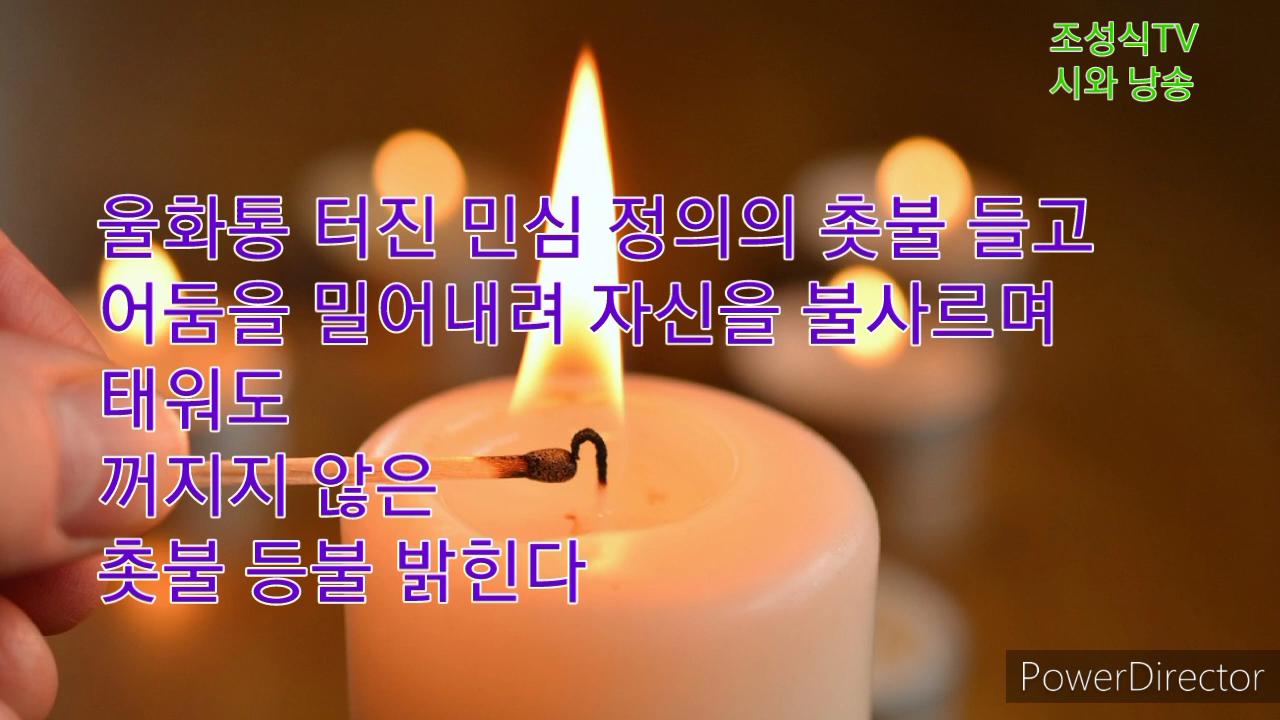 조성식TV
시와 낭송
울화통 터진 민심 정의의 촛불 들고
어둠을 밀어내려 자신을 불사르며
태워도
꺼지지 않은
촛불 등불 밝힌다
PowerDirector